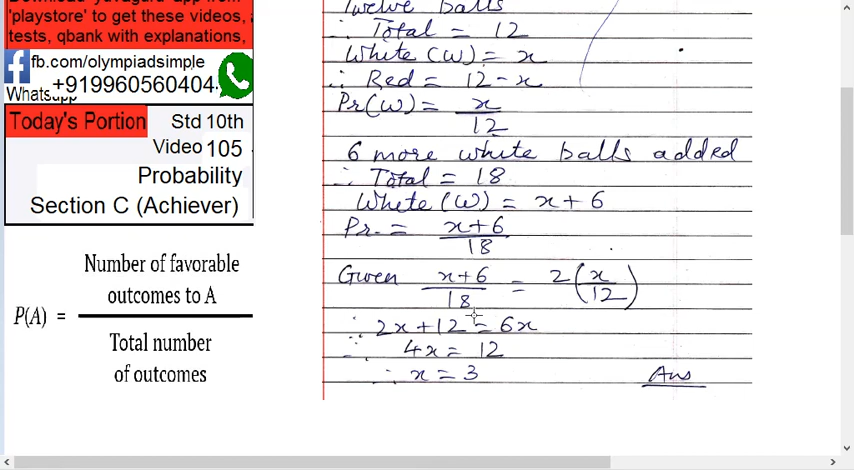 'playstore' to get these videos,
tests, qbank with explanations,
fb.com/olympiadsimple
+919960560404
Whatsapp
Today's Portion
Std 10th
Video 105
Probability
Section C (Achiever)
P(A) = Number of favorable
outcomes to A
Total number
of outcomes
Twelve balls
∴ Total = 12
White (W) = x
∴ Red = 12 - x
Pr(W) = x
12
6 more white balls added
∴ Total = 18
White (W) = x + 6
Pr. = x + 6
18
Given x+6 = 2 ( x )
18 12
∴ 2x + 12 = 6x
∴ 4x = 12
∴ x = 3 Ans